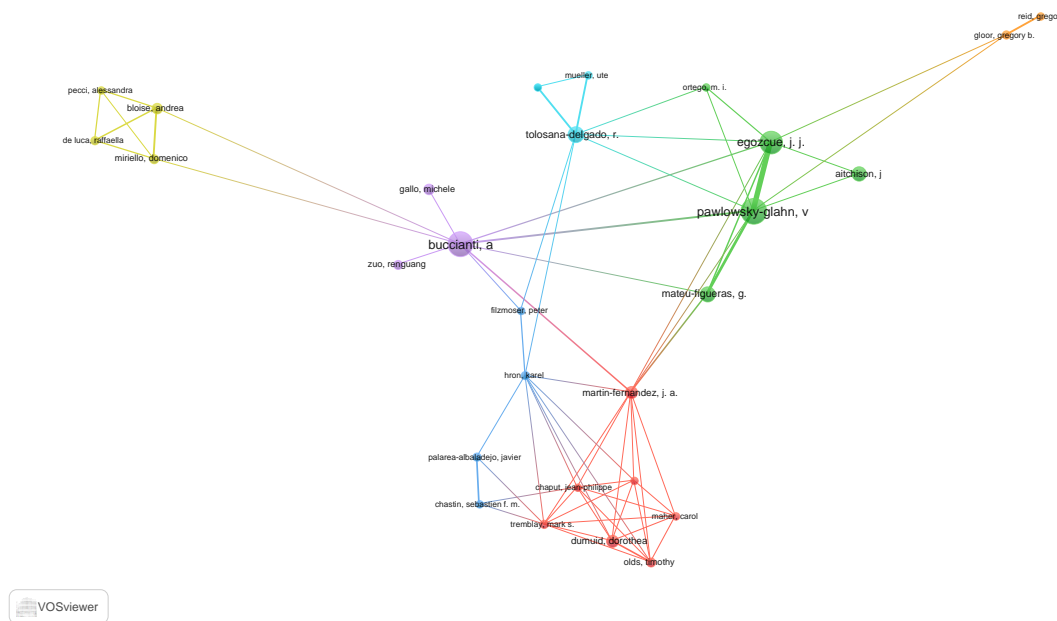 reid, grego
gloor, gregory b.
mueller, ute
pecci, alessandra
ortego, m. i.
bloise, andrea
tolosana-delgado, r.
de luca, raffaella
egozcue, j. j.
miriello, domenico
aitchison, j
gallo, michele
pawlowsky-glahn, v
buccianti, a
zuo, renguang
mateu-figueras, g.
filzmoser, peter
hron, karel
martin-fernandez, j. a.
palarea-albaladejo, javier
chaput, jean-philippe
chastin, sebastien f. m.
maher, carol
tremblay, mark s.
dumuid, dorothea
olds, timothy
VOSviewer